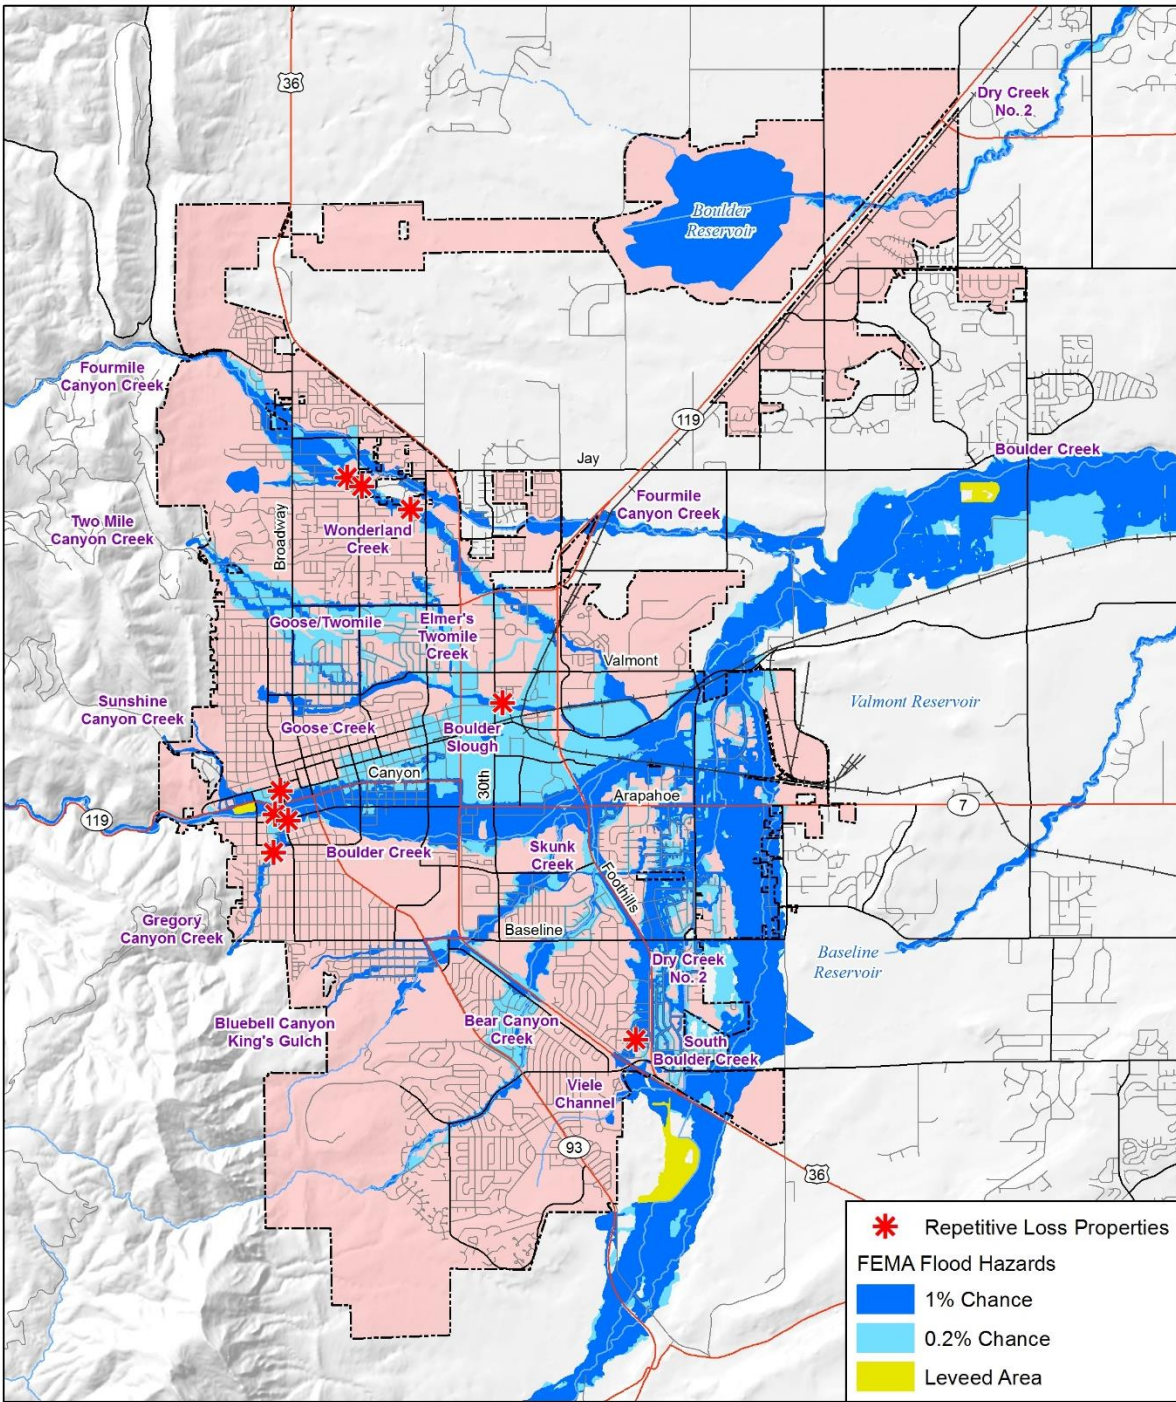 36
Dry Creek
No. 2
Boulder
Reservoir
Fourmile
Canyon Creek
119
Boulder Creek
Jay
Fourmile
Canyon Creek
Two Mile
Canyon Creek
Broadway
Wonderland
Creek
Goose/Twomile
Elmer's
Twomile
Creek
Valmont
Sunshine
Canyon Creek
Valmont Reservoir
Goose Creek
Boulder
Slough
Canyon
30th
Arapahoe
7
119
Boulder Creek
Skunk
Creek
Foothills
Gregory
Canyon Creek
Baseline
Baseline
Reservoir
Dry Creek
No. 2
Bluebell Canyon
King's Gulch
Bear Canyon
Creek
South
Boulder Creek
Viele
Channel
93
36
Repetitive Loss Properties
FEMA Flood Hazards
1% Chance
0.2% Chance
Leveed Area